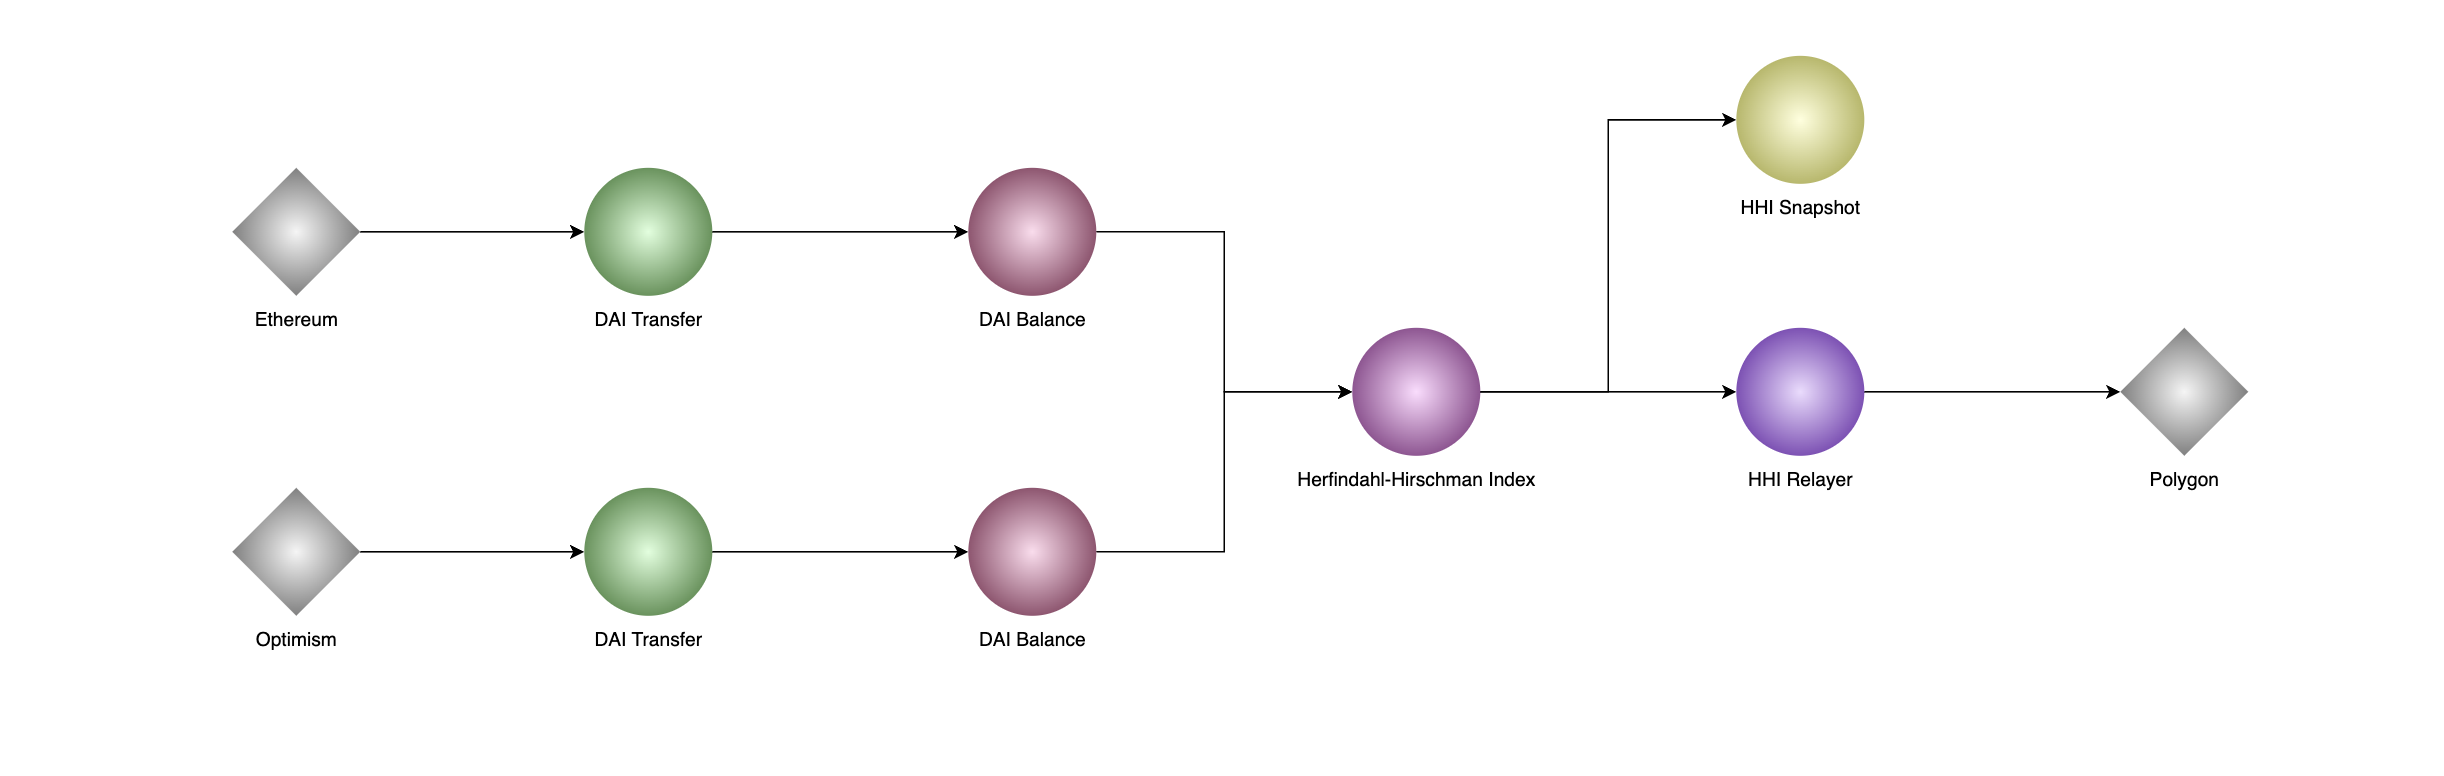 HHI Snapshot
Ethereum
DAI Transfer
DAI Balance
Herfindahl-Hirschman Index
HHI Relayer
Polygon
Optimism
DAI Transfer
DAI Balance